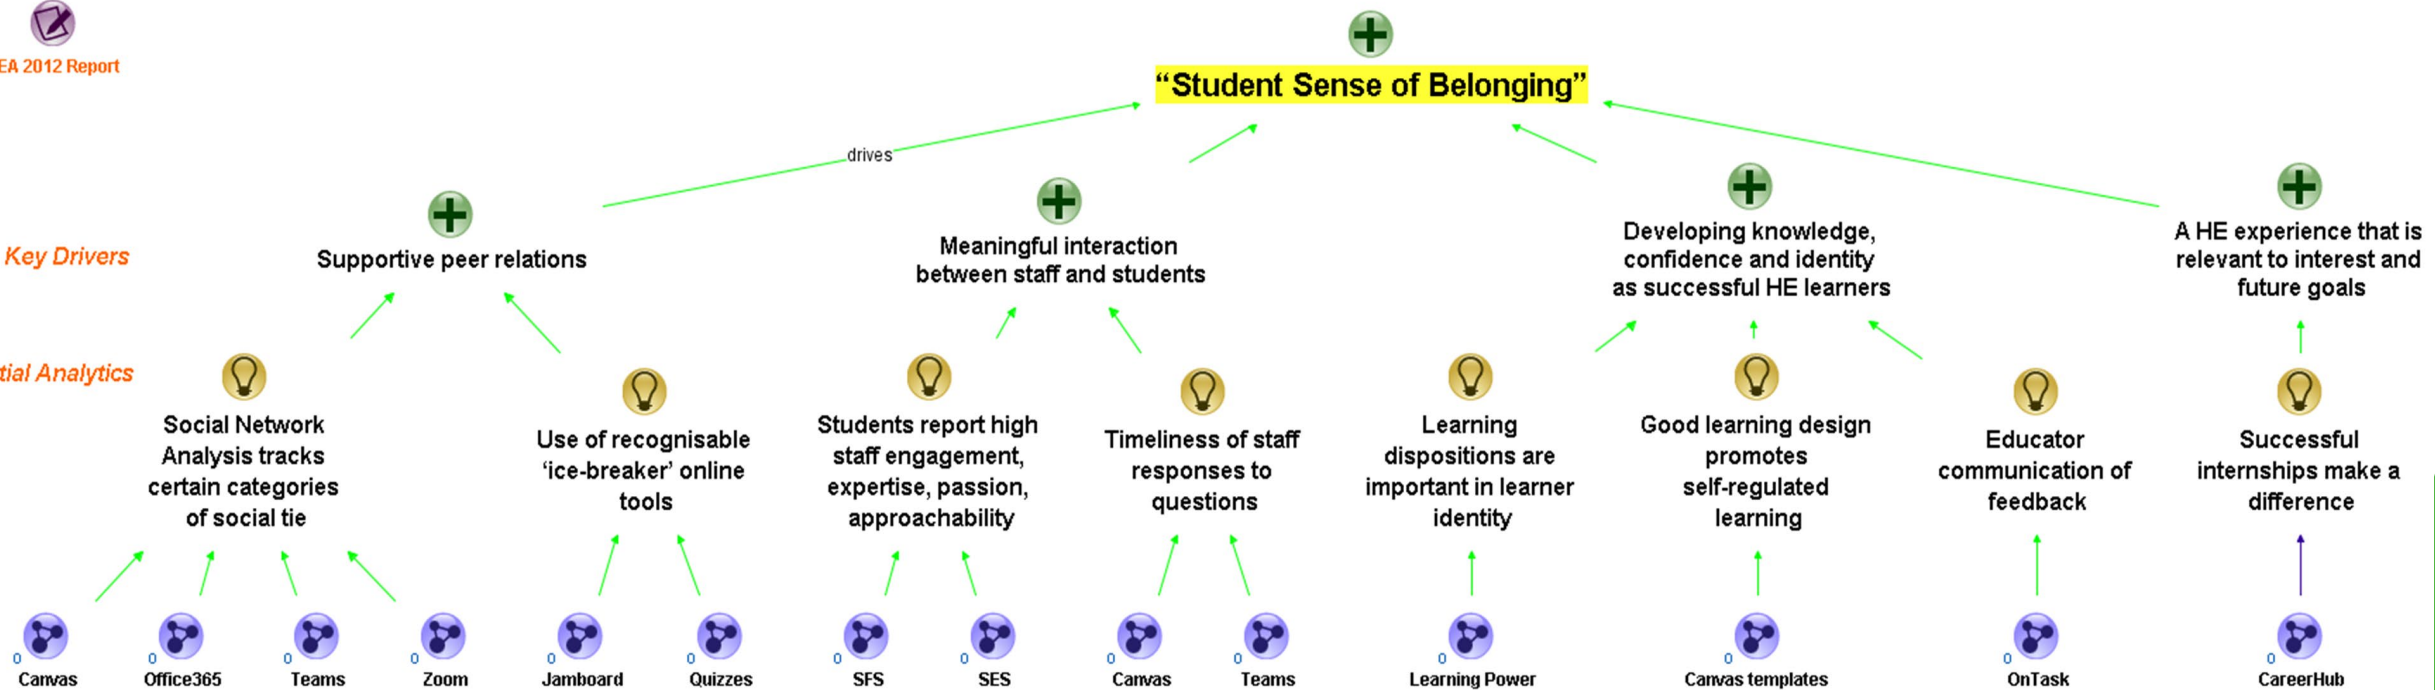 EA 2012 Report
“Student Sense of Belonging”
drives
Key Drivers
Supportive peer relations
Meaningful interaction
between staff and students
Developing knowledge,
confidence and identity
as successful HE learners
A HE experience that is
relevant to interest and
future goals
tial Analytics
Social Network
Analysis tracks
certain categories
of social tie
Use of recognisable
‘ice-breaker’ online
tools
Students report high
staff engagement,
expertise, passion,
approachability
Timeliness of staff
responses to
questions
Learning
dispositions are
important in learner
identity
Good learning design
promotes
self-regulated
learning
Educator
communication of
feedback
Successful
internships make a
difference
0
Canvas
0
Office365
0
Teams
0
Zoom
0
Jamboard
0
Quizzes
0
SFS
0
SES
0
Canvas
0
Teams
0
Learning Power
0
Canvas templates
0
OnTask
0
CareerHub